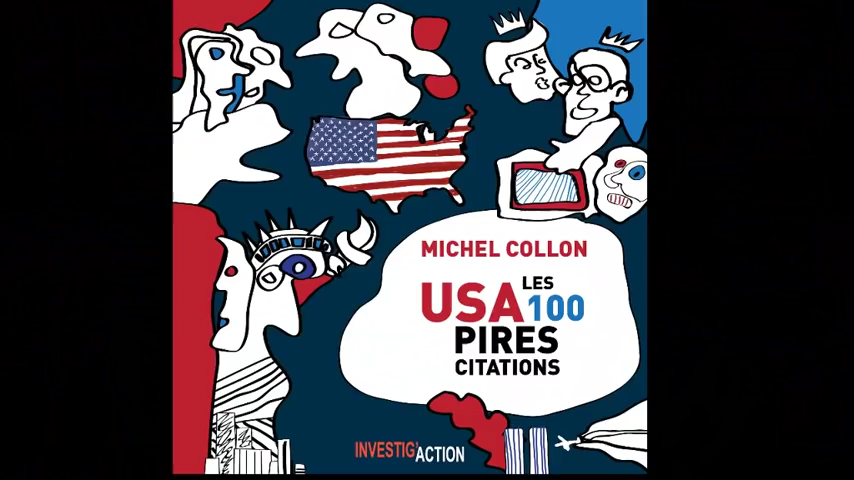 MICHEL COLLON
LES
USA 100
PIRES
CITATIONS
INVESTIG'ACTION